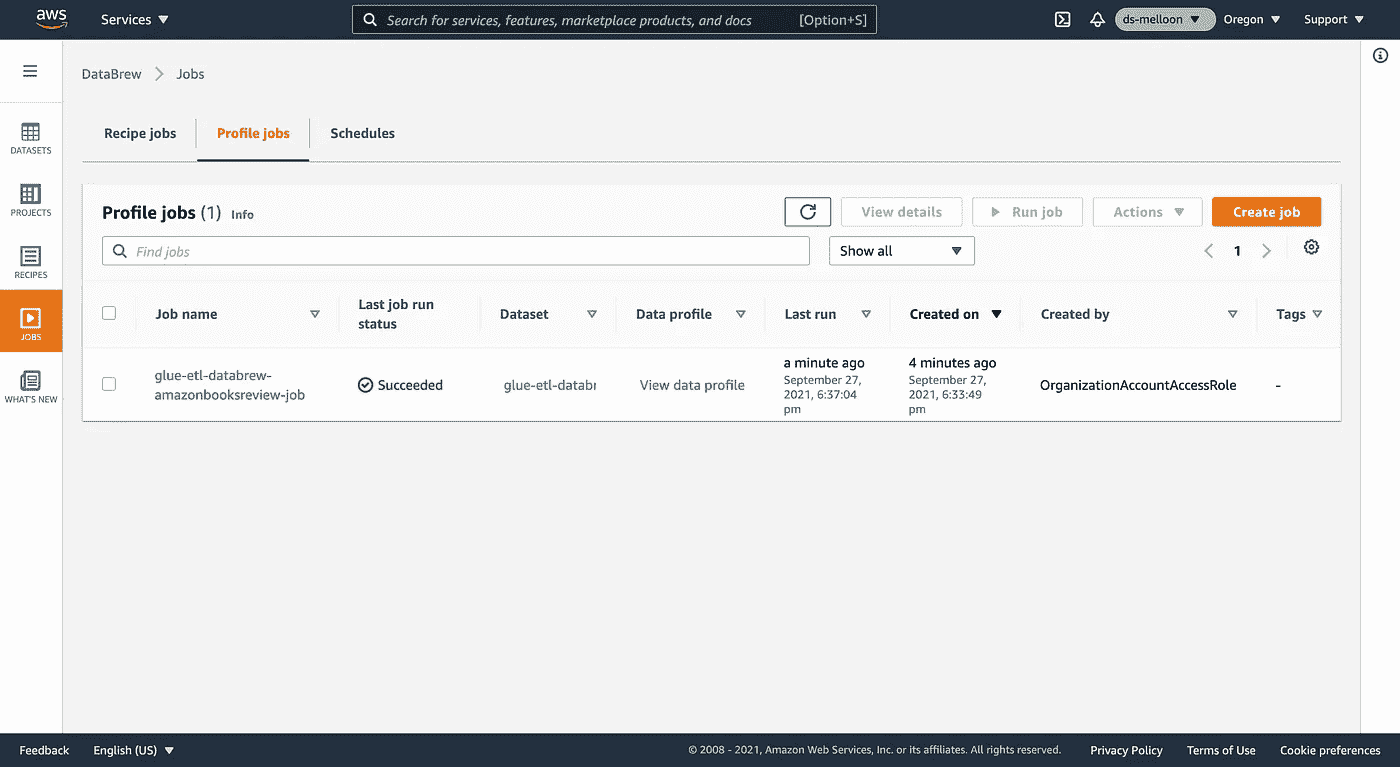 aws
Services
Search for services, features, marketplace products, and docs [Option+S]
ds-melloon
Oregon
Support
DataBrew
Jobs
DATASETS
PROJECTS
RECIPES
JOBS
WHAT'S NEW
Recipe jobs
Profile jobs
Schedules
Profile jobs (1) Info
View details
Run job
Actions
Create job
Find jobs
Show all
1
Job name
Last job run
status
Dataset
Data profile
Last run
Created on
Created by
Tags
glue-etl-databrew-
amazonbooksreview-job
Succeeded
glue-etl-databr
View data profile
a minute ago
September 27,
2021, 6:37:04
pm
4 minutes ago
September 27,
2021, 6:33:49
pm
OrganizationAccountAccessRole
-
Feedback
English (US)
© 2008 - 2021, Amazon Web Services, Inc. or its affiliates. All rights reserved.
Privacy Policy
Terms of Use
Cookie preferences